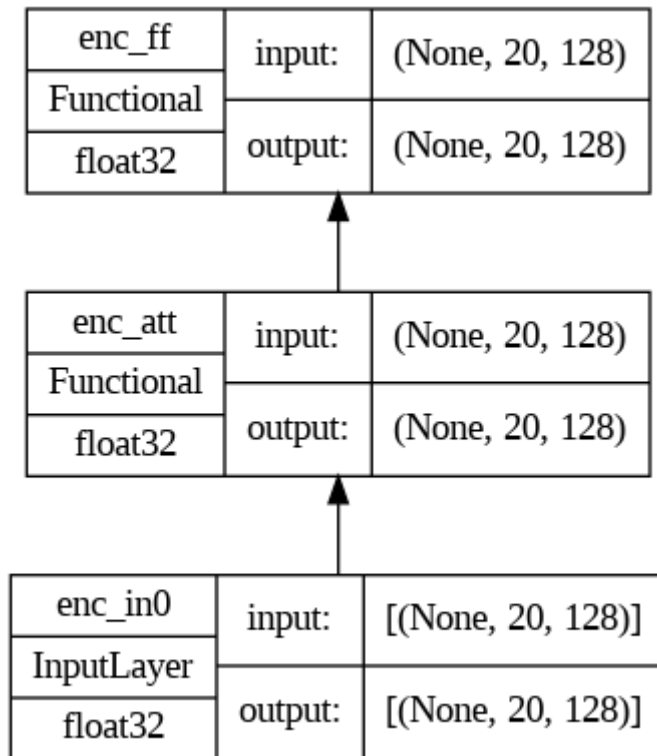 enc_ff
Functional
float32
input:
(None, 20, 128)
output:
(None, 20, 128)
enc_att
Functional
float32
input:
(None, 20, 128)
output:
(None, 20, 128)
enc_in0
InputLayer
float32
input:
[(None, 20, 128)]
output:
[(None, 20, 128)]